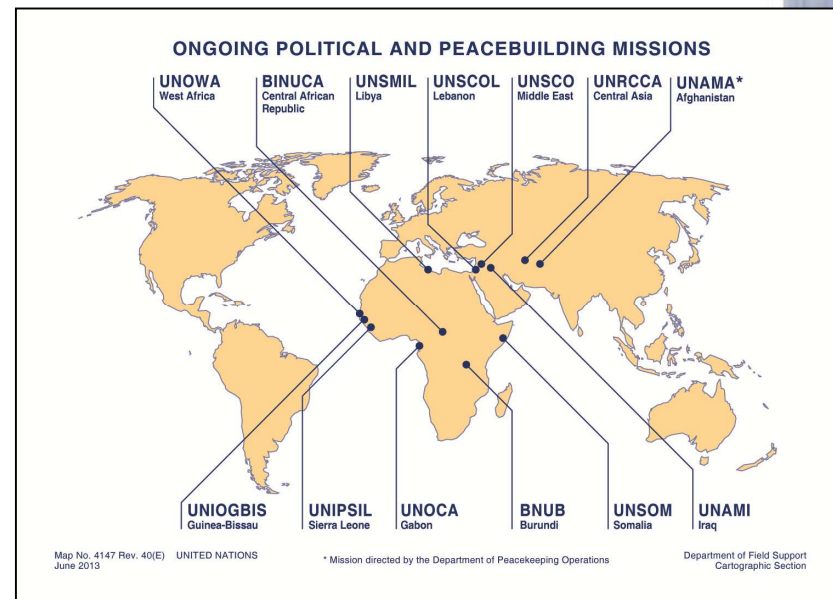 ONGOING POLITICAL AND PEACEBUILDING MISSIONS
UNOWA
West Africa
BINUCA
Central African
Republic
UNSMIL
Libya
UNSCOL
Lebanon
UNSCO
Middle East
UNRCCA
Central Asia
UNAMA*
Afghanistan
UNIOGBIS
Guinea-Bissau
UNIPSIL
Sierra Leone
UNOCA
Gabon
BNUB
Burundi
UNSOM
Somalia
UNAMI
Iraq
Map No. 4147 Rev. 40(E) UNITED NATIONS
June 2013
* Mission directed by the Department of Peacekeeping Operations
Department of Field Support
Cartographic Section